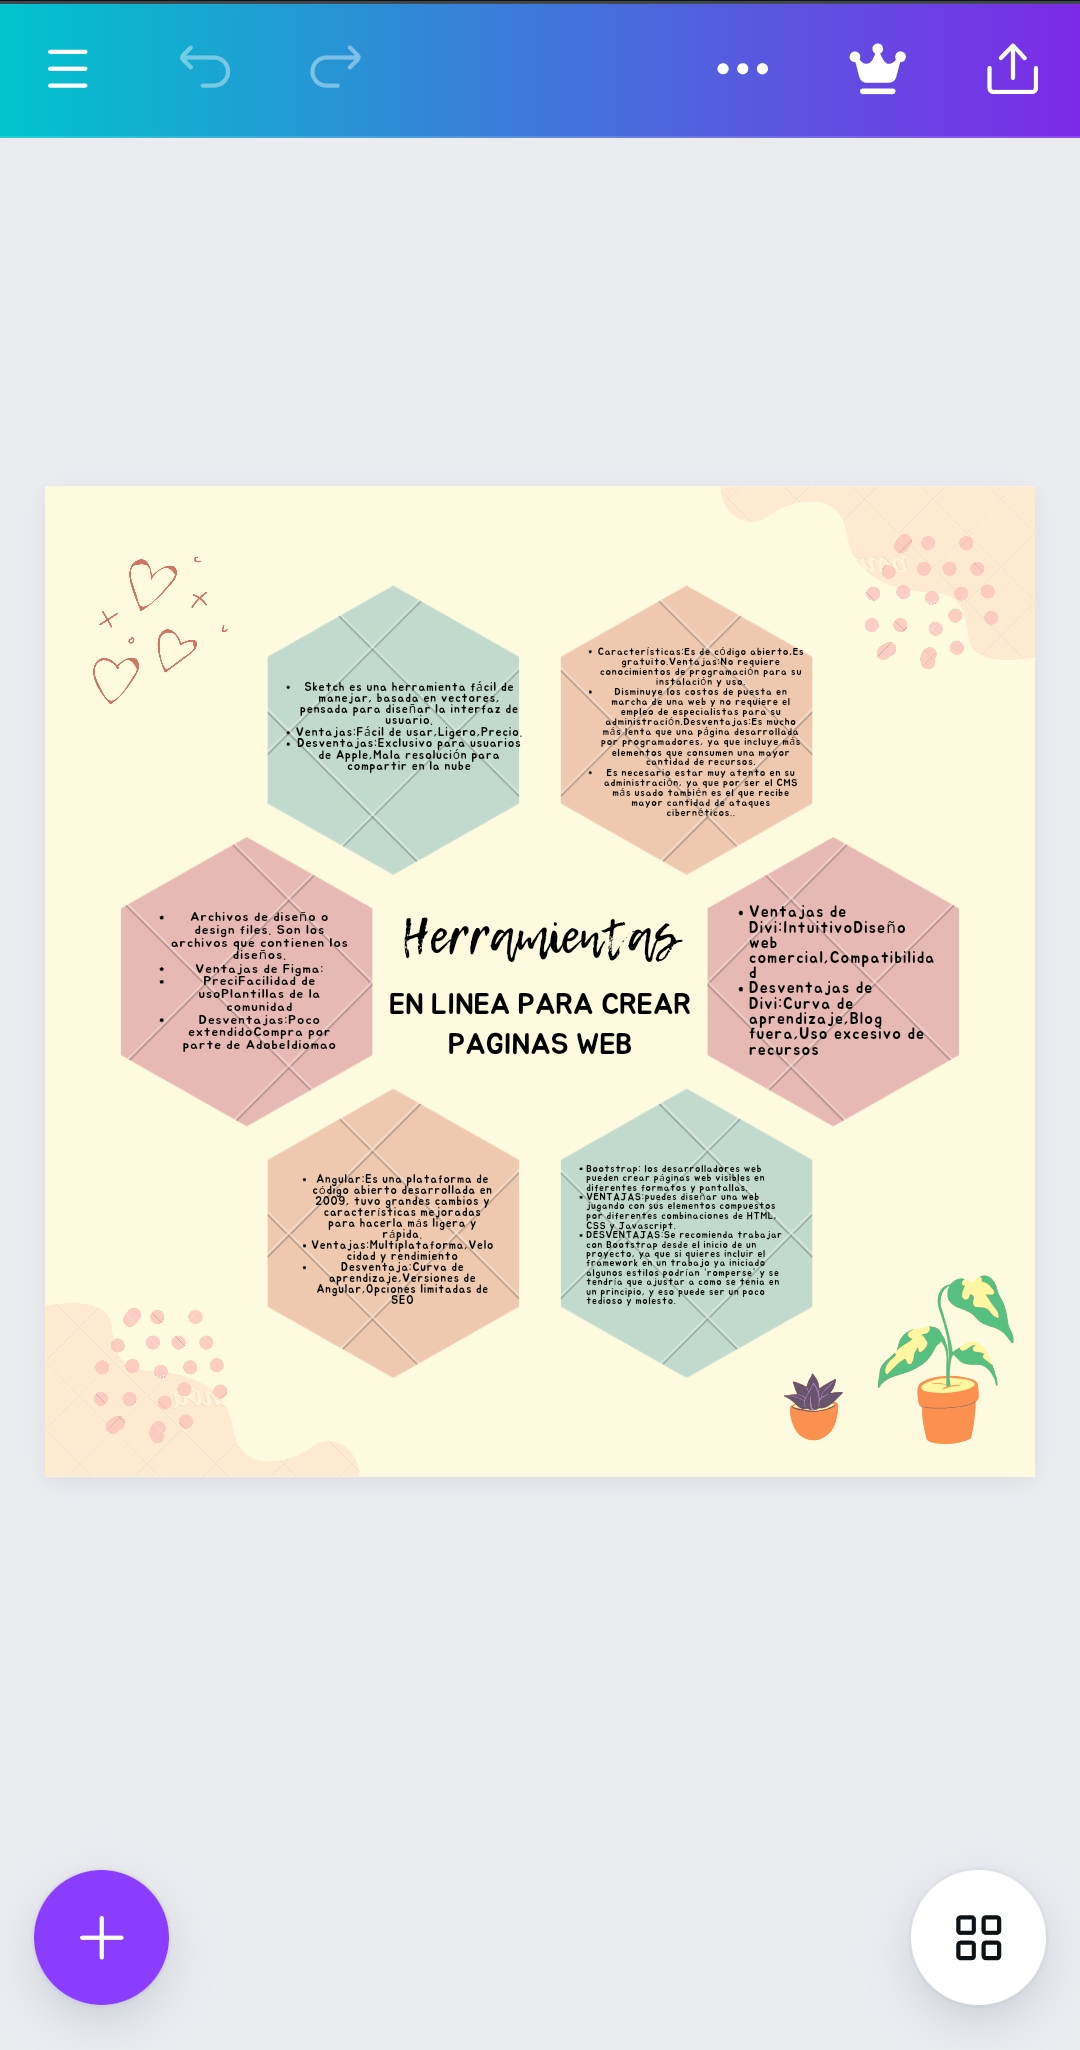 • Sketch es una herramienta fácil de
manejar, basada en vectores,
pensada para diseñar la interfaz de
usuario.
• Ventajas:Fácil de usar,Ligero,Precio.
• Desventajas:Exclusivo para usuarios
de Apple,Mala resolución para
compartir en la nube
• Características:Es de código abierto.Es
gratuito.Ventajas:No requiere
conocimientos de programación para su
instalación y uso.
• Disminuye los costos de puesta en
marcha de una web y no requiere el
empleo de especialistas para su
administración.Desventajas:Es mucho
más lenta que una página desarrollada
por programadores, ya que incluye más
elementos que consumen una mayor
cantidad de recursos.
• Es necesario estar muy atento en su
administración, ya que por ser el CMS
más usado también es el que recibe
mayor cantidad de ataques
cibernéticos..
• Archivos de diseño o
design files. Son los
archivos que contienen los
diseños.
• Ventajas de Figma:
• PreciFacilidad de
usoPlantillas de la
comunidad
• Desventajas:Poco
extendidoCompra por
parte de AdobeIdiomao
Herramientas
EN LINEA PARA CREAR
PAGINAS WEB
• Ventajas de
Divi:IntuitivoDiseño
web
comercial,Compatibilida
d
• Desventajas de
Divi:Curva de
aprendizaje,Blog
fuera,Uso excesivo de
recursos
• Angular:Es una plataforma de
código abierto desarrollada en
2009, tuvo grandes cambios y
características mejoradas
para hacerla más ligera y
rápida.
• Ventajas:Multiplataforma,Velo
cidad y rendimiento
• Desventaja:Curva de
aprendizaje,Versiones de
Angular,Opciones limitadas de
SEO
• Bootstrap: los desarrolladores web
pueden crear páginas web visibles en
diferentes formatos y pantallas.
• VENTAJAS:puedes diseñar una web
jugando con sus elementos compuestos
por diferentes combinaciones de HTML,
CSS y Javascript.
• DESVENTAJAS:Se recomienda trabajar
con Bootstrap desde el inicio de un
proyecto, ya que si quieres incluir el
framework en un trabajo ya iniciado
algunos estilos podrían "romperse" y se
tendría que ajustar a como se tenía en
un principio, y eso puede ser un poco
tedioso y molesto.